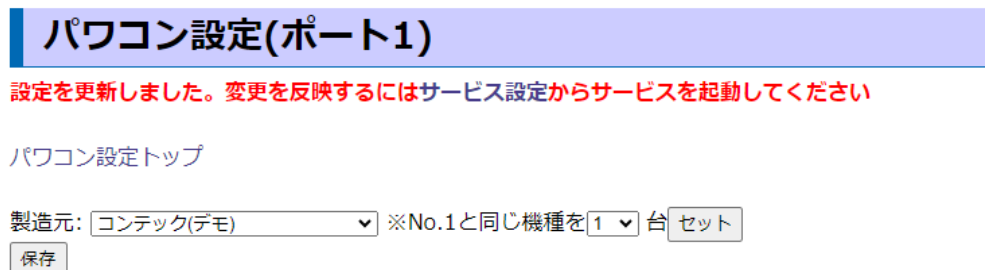 パワコン設定(ポート1)
設定を更新しました。変更を反映するにはサービス設定からサービスを起動してください
パワコン設定トップ
製造元: コンテック(デモ) ※No.1と同じ機種を 1 台 セット
保存